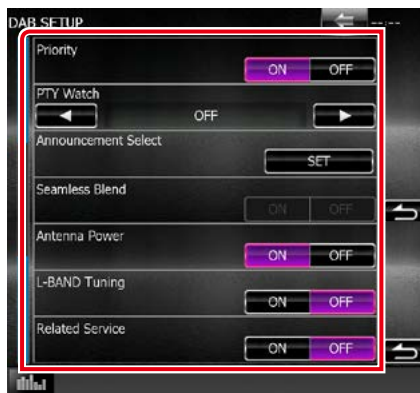 DAB SETUP --:--
Priority
ON OFF
PTY Watch
OFF
Announcement Select
SET
Seamless Blend
ON OFF
Antenna Power
ON OFF
L-BAND Tuning
ON OFF
Related Service
ON OFF